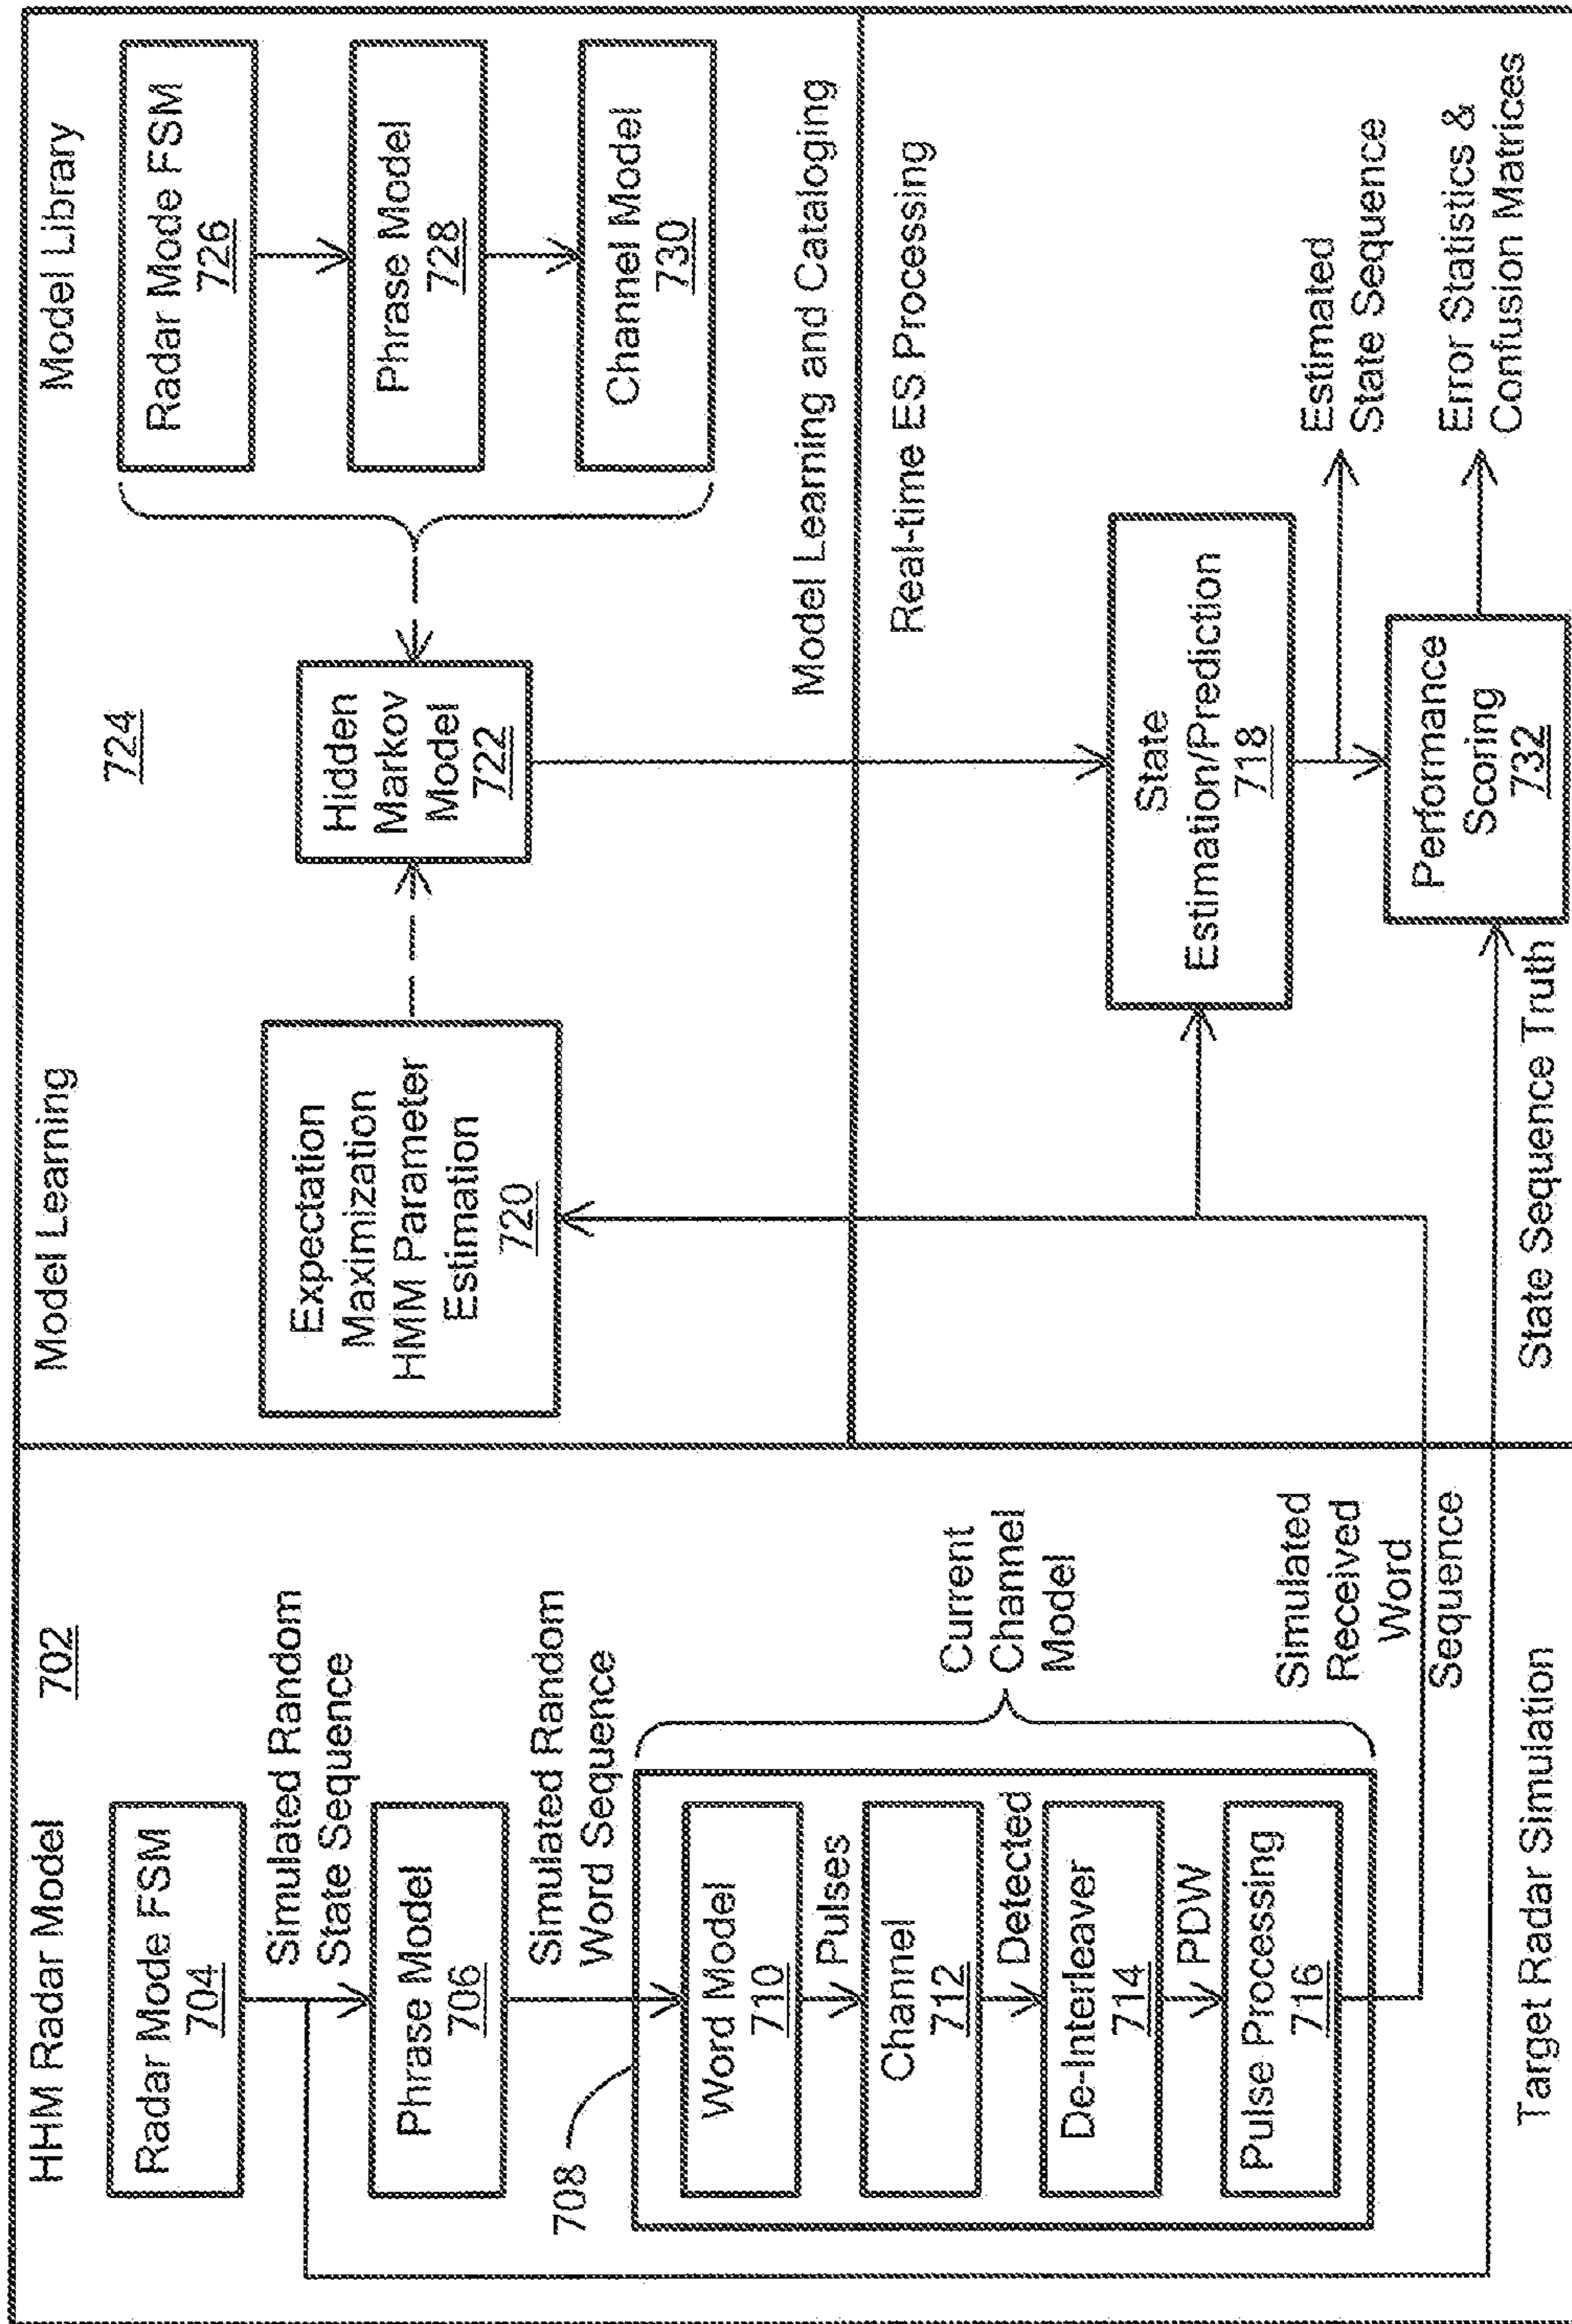 HHM Radar Model
702
Radar Mode FSM
704
Simulated Random
State Sequence
Phrase Model
706
Simulated Random
Word Sequence
708
Word Model
710
Pulses
Channel
712
Detected
De-Interleaver
714
PDW
Pulse Processing
716
Current
Channel
Model
Simulated
Received
Word
Sequence
Target Radar Simulation
Model Learning
724
Model Library
Expectation
Maximization
HMM Parameter
Estimation
720
Hidden
Markov
Model
722
Radar Mode FSM
726
Phrase Model
728
Channel Model
730
Model Learning and Cataloging
Real-time ES Processing
State
Estimation/Prediction
718
Estimated
State Sequence
Performance
Scoring
732
Error Statistics &
Confusion Matrices
State Sequence Truth